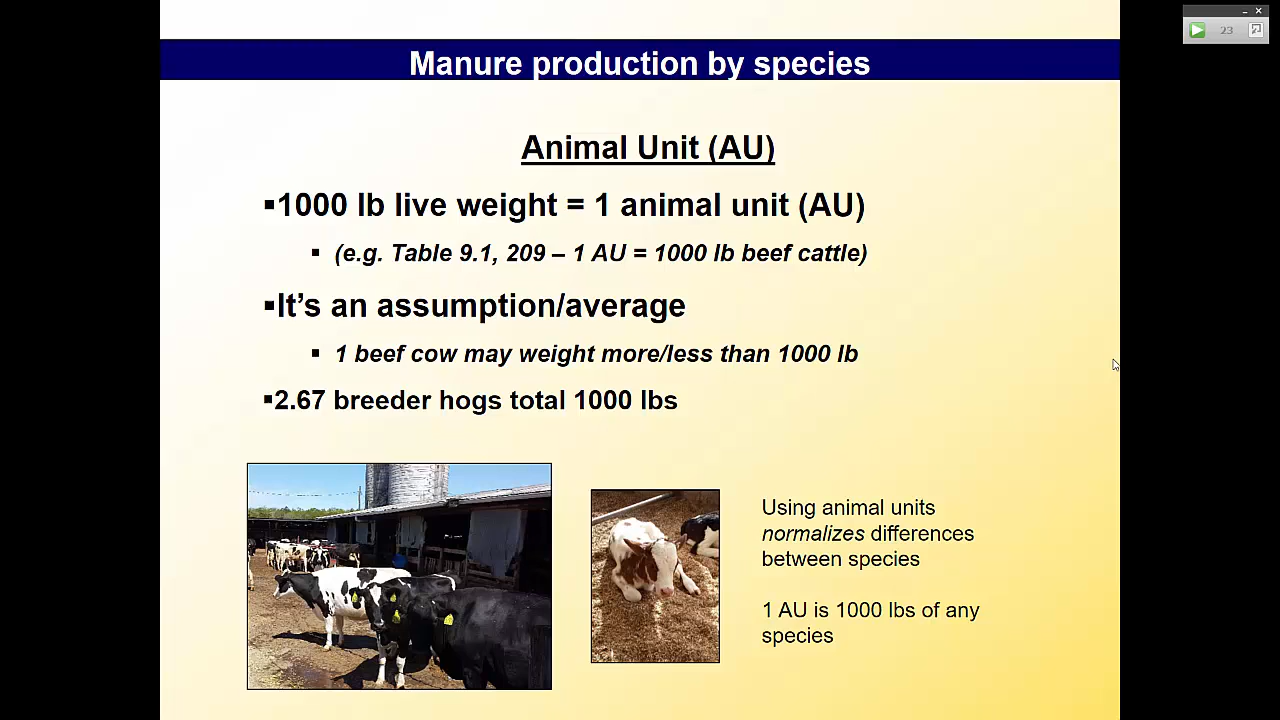 23
Manure production by species
Animal Unit (AU)
▪1000 lb live weight = 1 animal unit (AU)
▪ (e.g. Table 9.1, 209 – 1 AU = 1000 lb beef cattle)
▪It’s an assumption/average
▪ 1 beef cow may weight more/less than 1000 lb
▪2.67 breeder hogs total 1000 lbs
Using animal units
normalizes differences
between species
1 AU is 1000 lbs of any
species